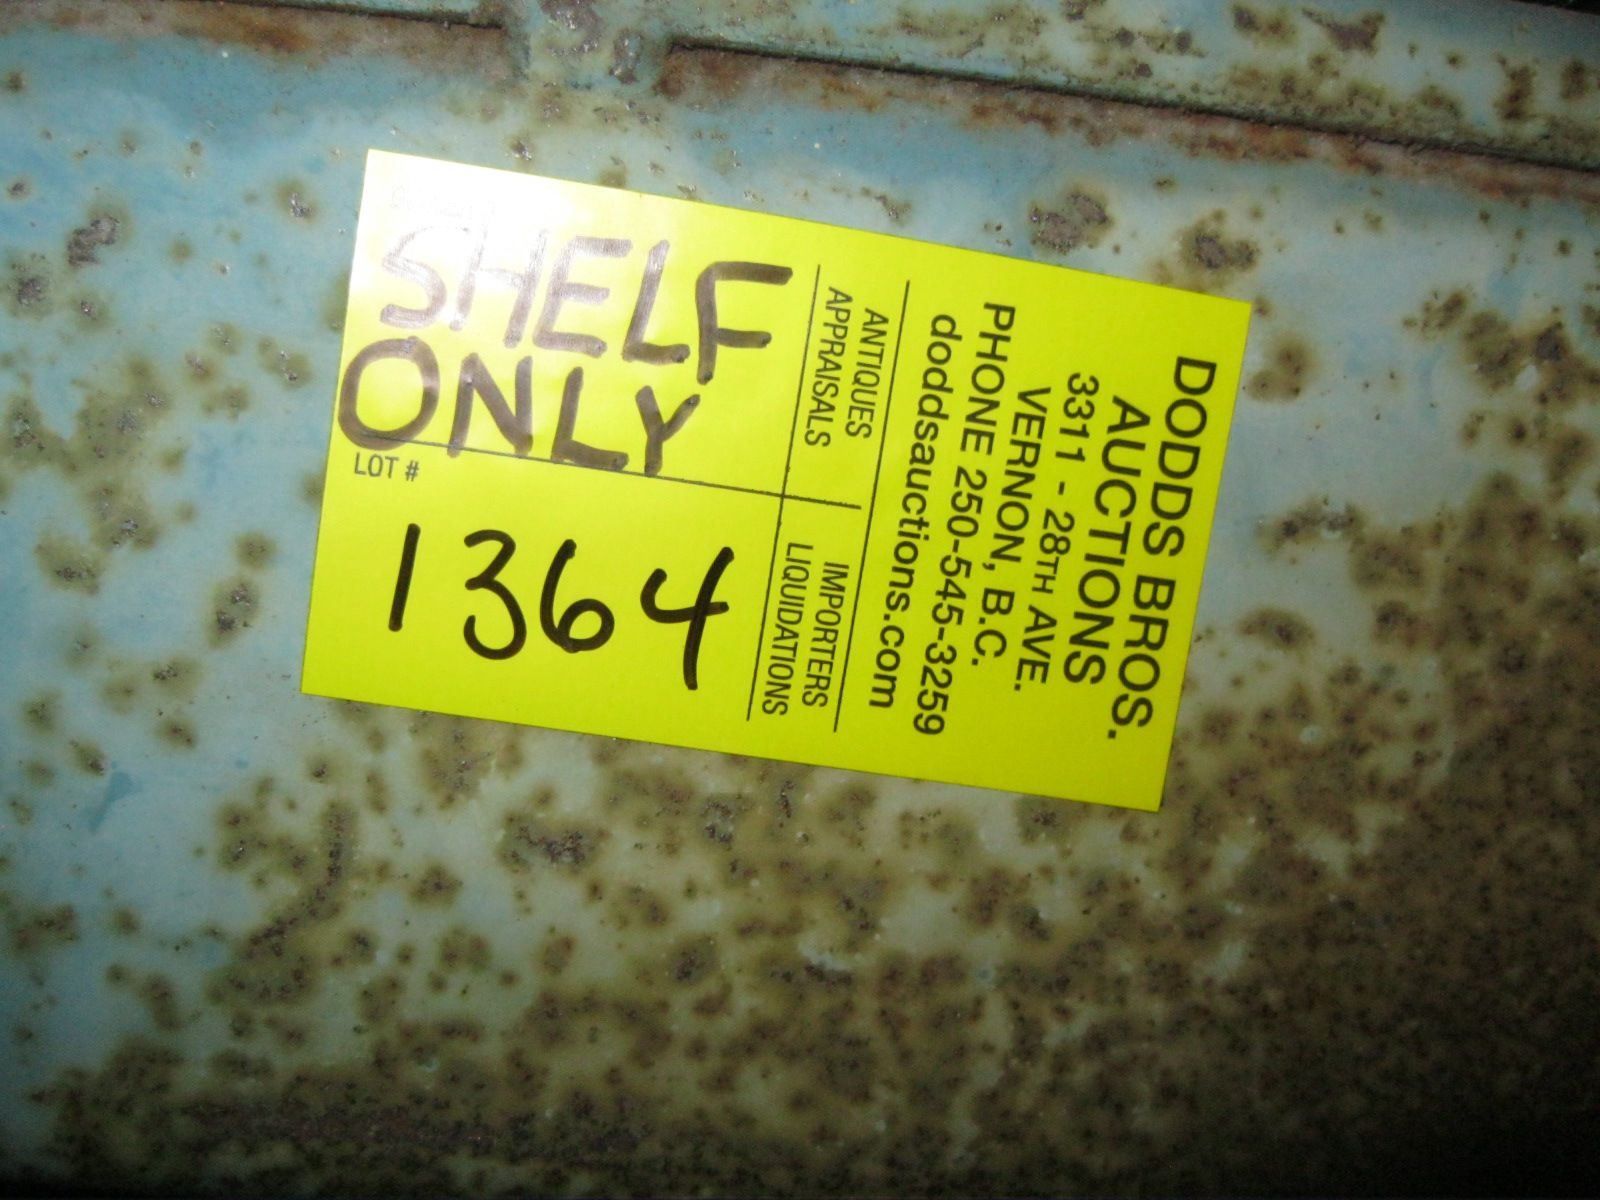 DODDS BROS.
AUCTIONS
3311 - 28TH AVE.
VERNON, B.C.
PHONE 250-545-3259
doddsauctions.com
ANTIQUES
APPRAISALS
IMPORTERS
LIQUIDATIONS
SHELF
ONLY
LOT #
1364